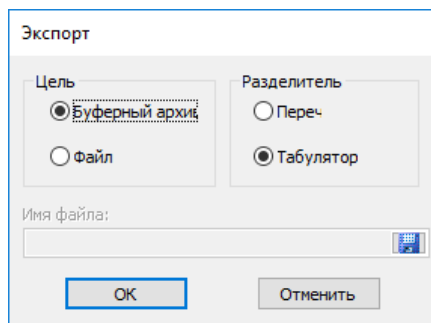 Экспорт
Цель
Разделитель
Буферный архив
Переч
Файл
Табулятор
Имя файла:
OK
Отменить